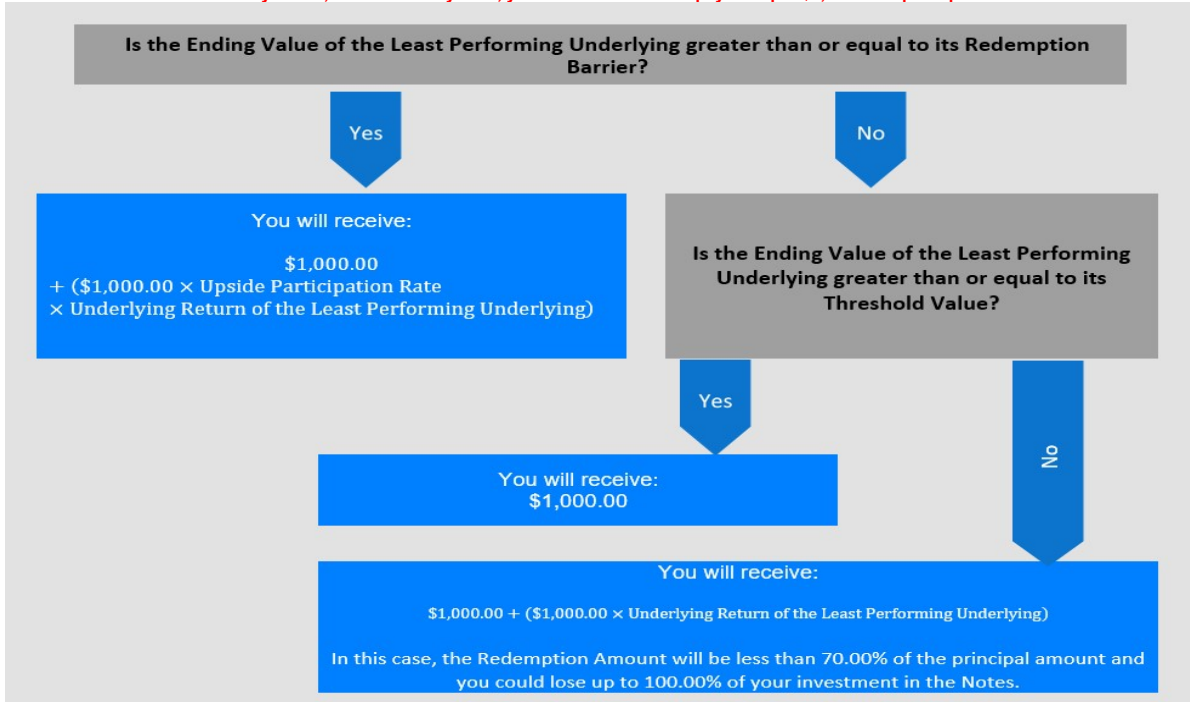 Is the Ending Value of the Least Performing Underlying greater than or equal to its Redemption
Barrier?
Yes
No
You will receive:
$1,000.00
+ ($1,000.00 × Upside Participation Rate
× Underlying Return of the Least Performing Underlying)
Is the Ending Value of the Least Performing
Underlying greater than or equal to its
Threshold Value?
Yes
No
You will receive:
$1,000.00
You will receive:
$1,000.00 + ($1,000.00 × Underlying Return of the Least Performing Underlying)
In this case, the Redemption Amount will be less than 70.00% of the principal amount and
you could lose up to 100.00% of your investment in the Notes.